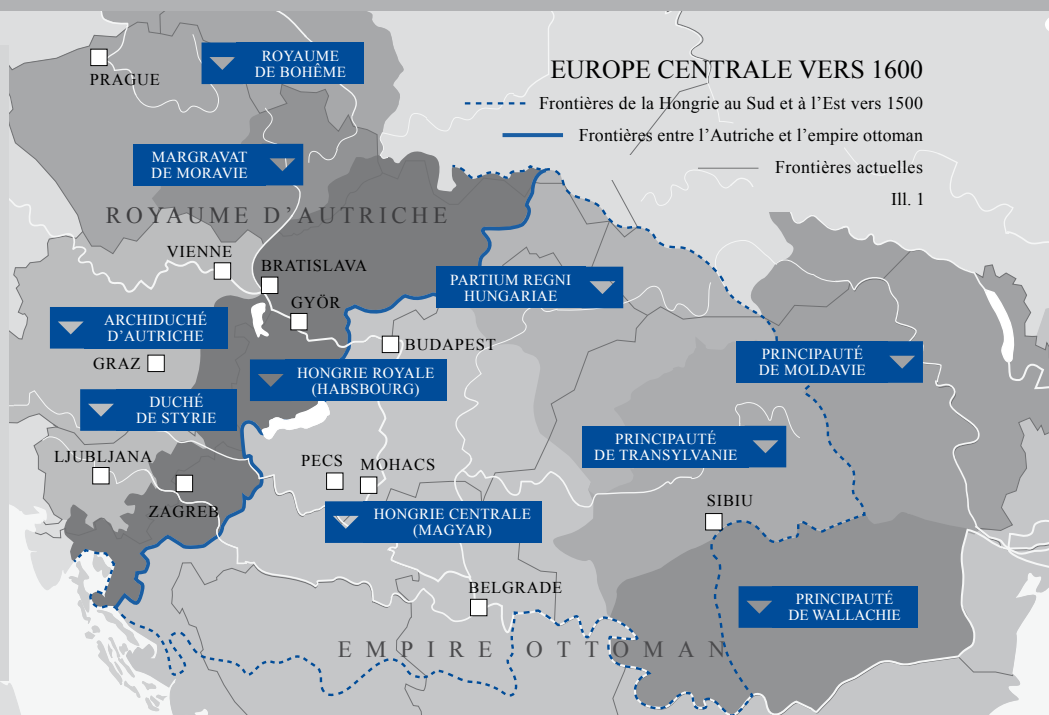 EUROPE CENTRALE VERS 1600
Frontières de la Hongrie au Sud et à l’Est vers 1500
Frontières entre l’Autriche et l’empire ottoman
Frontières actuelles
Ill. 1
PRAGUE
ROYAUME
DE BOHÊME
MARGRAVAT
DE MORAVIE
ROYAUME D’AUTRICHE
VIENNE
BRATISLAVA
GYÖR
BUDAPEST
PARTIUM REGNI
HUNGARIAE
ARCHIDUCHÉ
D’AUTRICHE
GRAZ
HONGRIE ROYALE
(HABSBOURG)
PRINCIPAUTÉ
DE MOLDAVIE
DUCHÉ
DE STYRIE
PRINCIPAUTÉ
DE TRANSYLVANIE
LJUBLJANA
ZAGREB
PECS
MOHACS
SIBIU
HONGRIE CENTRALE
(MAGYAR)
BELGRADE
PRINCIPAUTÉ
DE WALLACHIE
EMPIRE OTTOMAN